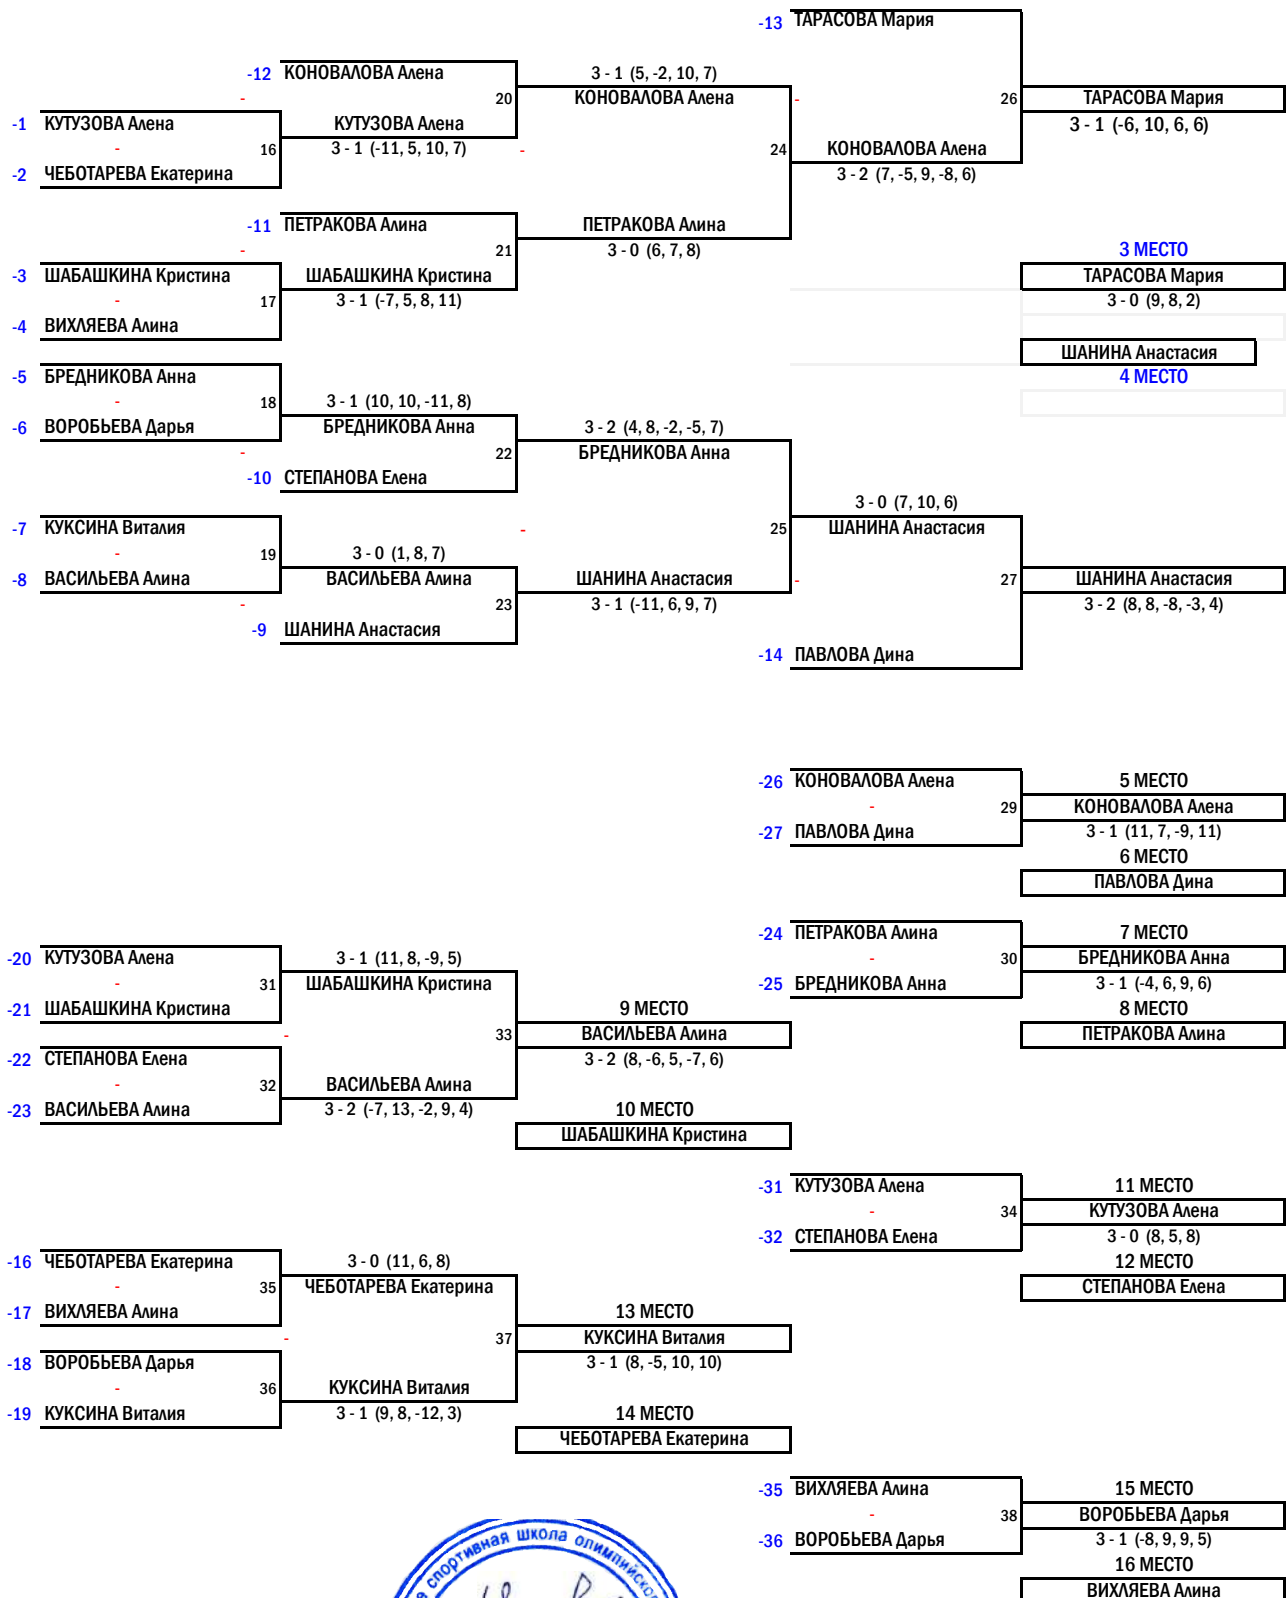 -13 ТАРАСОВА Мария
-12 КОНОВАЛОВА Алена 3 - 1 (5, -2, 10, 7)
- 20 КОНОВАЛОВА Алена - 26 ТАРАСОВА Мария
-1 КУТУЗОВА Алена КУТУЗОВА Алена 3 - 1 (-6, 10, 6, 6)
- 16 3 - 1 (-11, 5, 10, 7) - 24 КОНОВАЛОВА Алена
-2 ЧЕБОТАРЕВА Екатерина 3 - 2 (7, -5, 9, -8, 6)
-11 ПЕТРАКОВА Алина ПЕТРАКОВА Алина
- 21 3 - 0 (6, 7, 8) 3 МЕСТО
-3 ШАБАШКИНА Кристина ШАБАШКИНА Кристина ТАРАСОВА Мария
- 17 3 - 1 (-7, 5, 8, 11) 3 - 0 (9, 8, 2)
-4 ВИХЛЯЕВА Алина
ШАНИНА Анастасия
-5 БРЕДНИКОВА Анна 4 МЕСТО
- 18 3 - 1 (10, 10, -11, 8)
-6 ВОРОБЬЕВА Дарья БРЕДНИКОВА Анна 3 - 2 (4, 8, -2, -5, 7)
- 22 БРЕДНИКОВА Анна
-10 СТЕПАНОВА Елена
3 - 0 (7, 10, 6)
-7 КУКСИНА Виталия - 25 ШАНИНА Анастасия
- 19 3 - 0 (1, 8, 7)
-8 ВАСИЛЬЕВА Алина ВАСИЛЬЕВА Алина ШАНИНА Анастасия - 27 ШАНИНА Анастасия
- 23 3 - 1 (-11, 6, 9, 7) 3 - 2 (8, 8, -8, -3, 4)
-9 ШАНИНА Анастасия
-14 ПАВЛОВА Дина
-26 КОНОВАЛОВА Алена 5 МЕСТО
- 29 КОНОВАЛОВА Алена
-27 ПАВЛОВА Дина 3 - 1 (11, 7, -9, 11)
6 МЕСТО
ПАВЛОВА Дина
-24 ПЕТРАКОВА Алина 7 МЕСТО
-20 КУТУЗОВА Алена 3 - 1 (11, 8, -9, 5) - 30 БРЕДНИКОВА Анна
- 31 ШАБАШКИНА Кристина -25 БРЕДНИКОВА Анна 3 - 1 (-4, 6, 9, 6)
-21 ШАБАШКИНА Кристина 9 МЕСТО 8 МЕСТО
- 33 ВАСИЛЬЕВА Алина ПЕТРАКОВА Алина
-22 СТЕПАНОВА Елена 3 - 2 (8, -6, 5, -7, 6)
- 32 ВАСИЛЬЕВА Алина
-23 ВАСИЛЬЕВА Алина 3 - 2 (-7, 13, -2, 9, 4) 10 МЕСТО
ШАБАШКИНА Кристина
-31 КУТУЗОВА Алена 11 МЕСТО
- 34 КУТУЗОВА Алена
-32 СТЕПАНОВА Елена 3 - 0 (8, 5, 8)
-16 ЧЕБОТАРЕВА Екатерина 3 - 0 (11, 6, 8) 12 МЕСТО
- 35 ЧЕБОТАРЕВА Екатерина СТЕПАНОВА Елена
-17 ВИХЛЯЕВА Алина 13 МЕСТО
- 37 КУКСИНА Виталия
-18 ВОРОБЬЕВА Дарья 3 - 1 (8, -5, 10, 10)
- 36 КУКСИНА Виталия
-19 КУКСИНА Виталия 3 - 1 (9, 8, -12, 3) 14 МЕСТО
ЧЕБОТАРЕВА Екатерина
-35 ВИХЛЯЕВА Алина 15 МЕСТО
- 38 ВОРОБЬЕВА Дарья
-36 ВОРОБЬЕВА Дарья 3 - 1 (-8, 9, 9, 5)
16 МЕСТО
ВИХЛЯЕВА Алина
спортивная школа